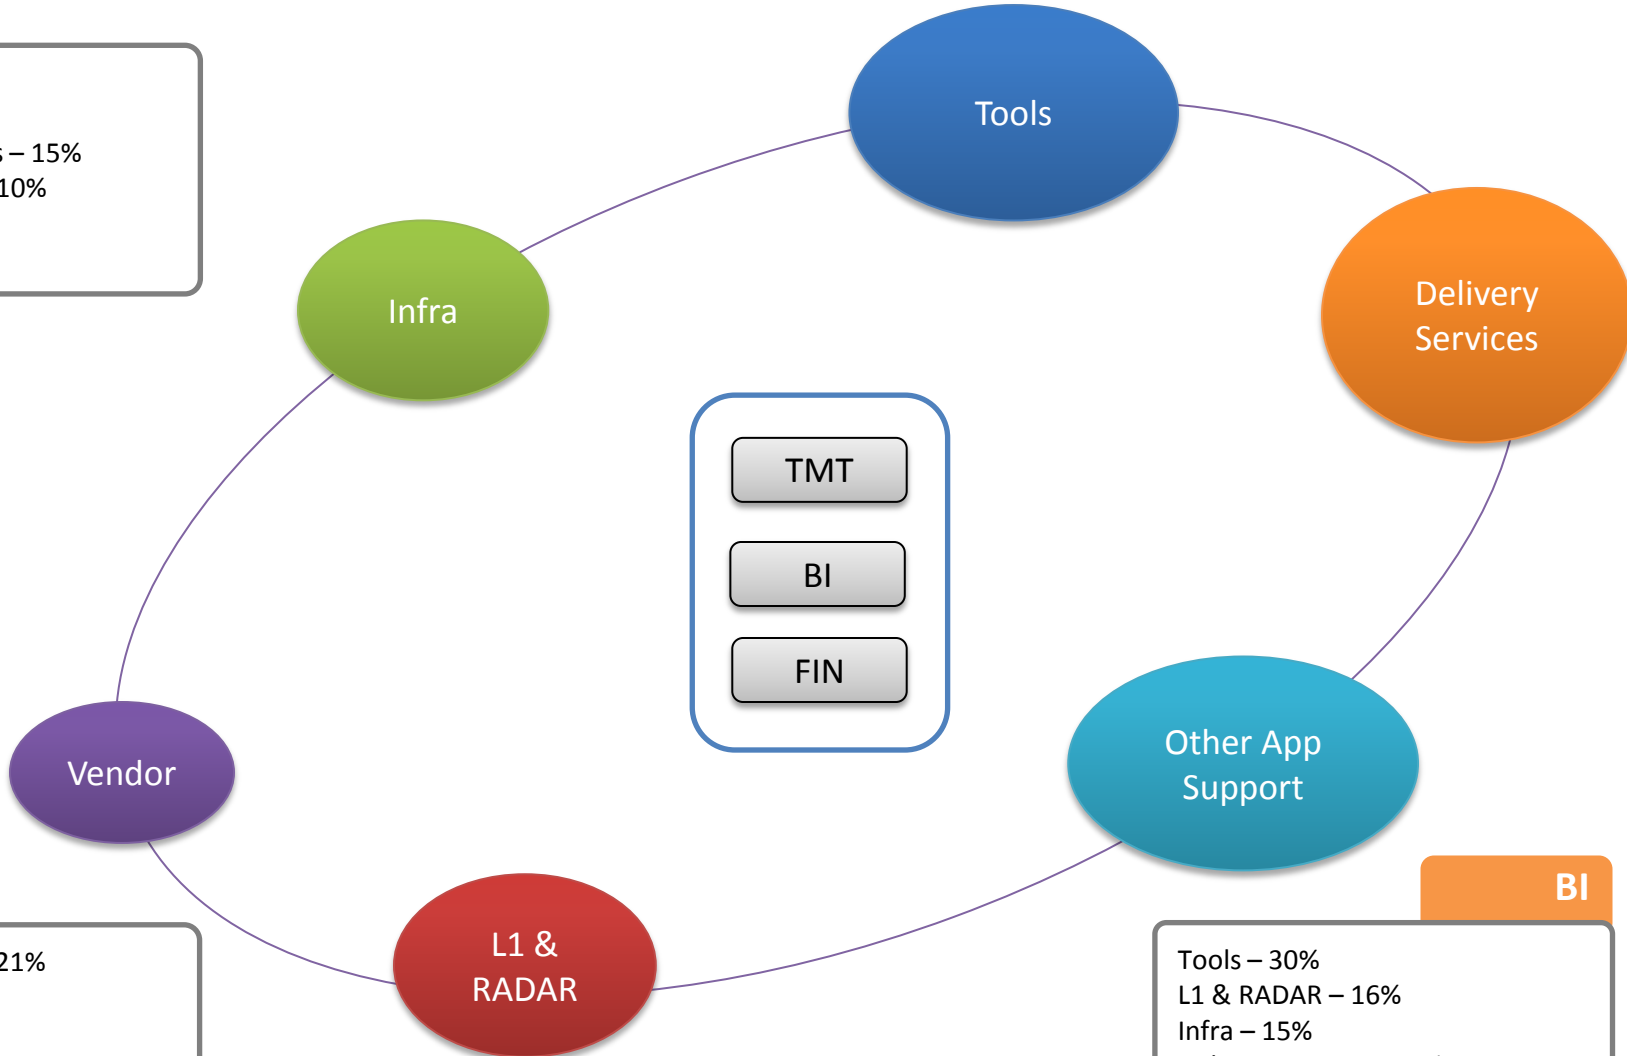 Tools
– 15%
10%
Infra
Delivery
Services
TMT
BI
FIN
Other App
Support
Vendor
BI
L1 &
RADAR
21%
Tools – 30%
L1 & RADAR – 16%
Infra – 15%